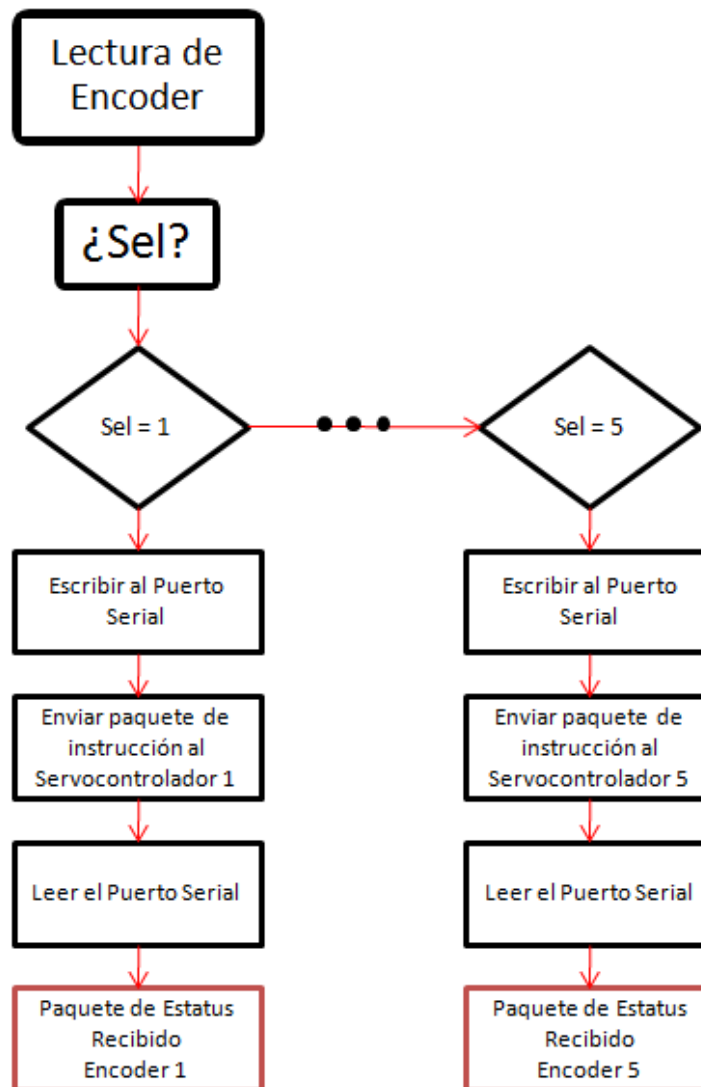 Lectura de
Encoder
¿Sel?
Sel = 1
Sel = 5
Escribir al Puerto
Serial
Enviar paquete de
instrucción al
Servocontrolador 1
Leer el Puerto Serial
Paquete de Estatus
Recibido
Encoder 1
Escribir al Puerto
Serial
Enviar paquete de
instrucción al
Servocontrolador 5
Leer el Puerto Serial
Paquete de Estatus
Recibido
Encoder 5